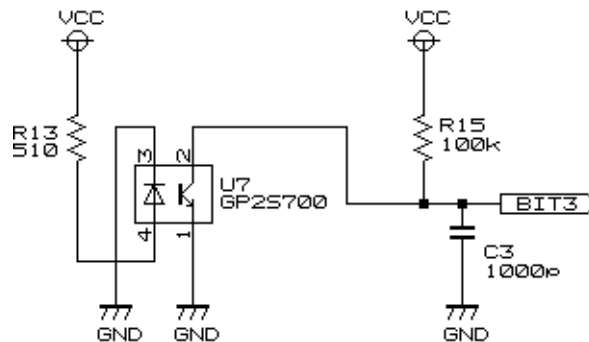 VCC
VCC
R13
510
3
2
U7
GP2S700
4
1
R15
100k
BIT3
C3
1000p
GND
GND
GND